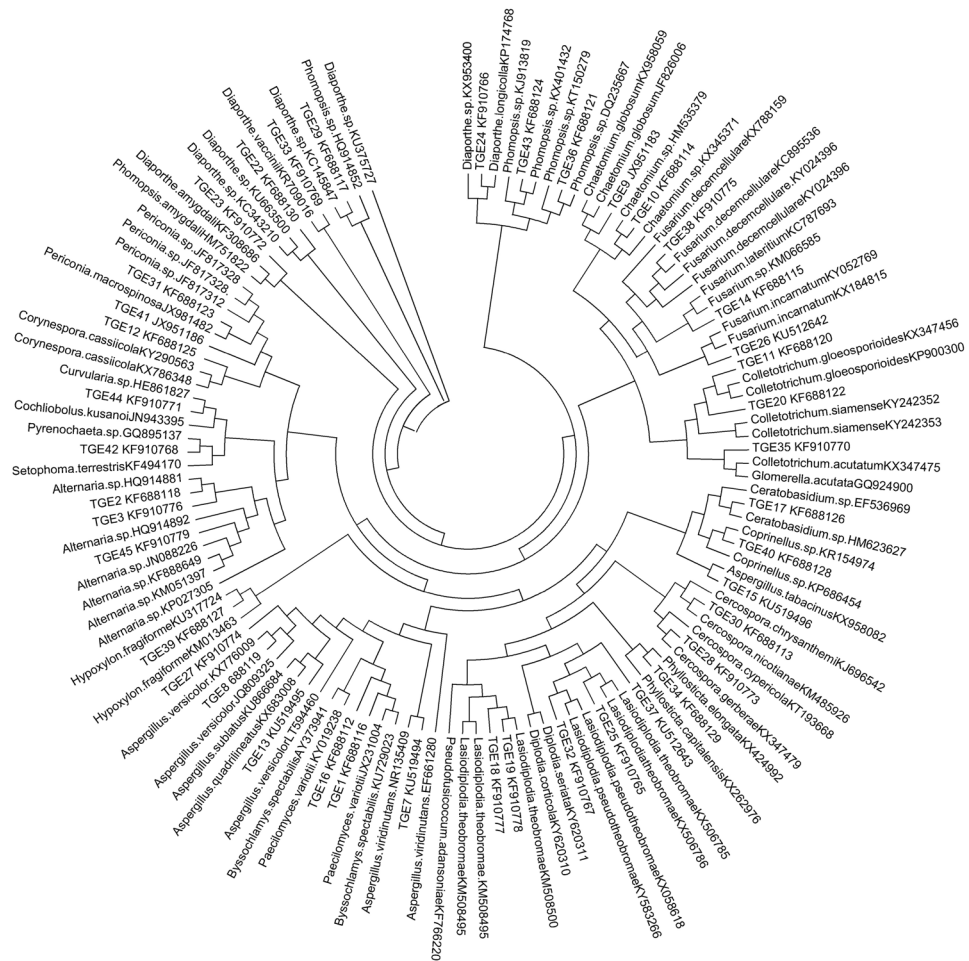 Diaporthe.sp.KX953400
TGE24 KF910766
Diaporthe.longicollaKP174768
Phomopsis.sp.KJ913819
TGE43 KF688124
Phomopsis.sp.KX401432
Phomopsis.sp.KT150279
TGE36 KF688121
Phomopsis.sp.DQ235667
Chaetomium.globosumKX958059
Chaetomium.globosumJF826006
TGE9 JX051183
Chaetomium.sp.HM535379
TGE10 KF688114
Chaetomium.sp.KX345371
Fusarium.decemcellulareKX788159
TGE38 KF910775
Fusarium.decemcellulareKC895536
Fusarium.decemcellulare.KY024396
Fusarium.decemcellulareKY024396
Fusarium.lateritiumKC787693
Fusarium.sp.KM066585
TGE14 KF688115
Fusarium.incarnatumKY052769
Fusarium.incarnatumKX184815
TGE26 KU512642
TGE11 KF688120
Colletotrichum.gloeosporioidesKX347456
Colletotrichum.gloeosporioidesKP900300
TGE20 KF688122
Colletotrichum.siamenseKY242352
Colletotrichum.siamenseKY242353
TGE35 KF910770
Colletotrichum.acutatumKX347475
Glomerella.acutataGQ924900
Ceratobasidium.sp.EF536969
TGE17 KF688126
Ceratobasidium.sp.HM623627
Coprinellus.sp.KR154974
TGE40 KF688128
Coprinellus.sp.KP686454
Aspergillus.tabacinusKX958082
TGE15 KU519496
Cercospora.chrysanthemiKJ696542
TGE30 KF688113
Cercospora.nicotianaeKM485926
Cercospora.cypericolaKT193668
TGE28 KF910773
Cercospora.gerberaeKX347479
Phyllosticta.elongataKX424992
TGE34 KF688129
Phyllosticta.capitalensisKX262976
TGE37 KU512643
Lasiodiplodia.theobromaeKX506785
Lasiodiplodia.theobromaeKX506786
TGE25 KF910765
Lasiodiplodia.pseudotheobromaeKX058618
Lasiodiplodia.pseudotheobromaeKY583266
TGE32 KF910767
Diplodia.seriataKY620311
Diplodia.corticolaKY620310
Lasiodiplodia.theobromaeKM508500
TGE19 KF910778
TGE18 KF910777
Lasiodiplodia.theobromae.KM508495
Lasiodiplodia.theobromaeKM508495
Pseudofusicoccum.adansoniaeKF766220
Aspergillus.viridinutans.EF661280
TGE7 KU519494
Aspergillus.viridinutans.NR135409
Byssochlamys.spectabilis.KU729023
Paecilomyces.variotiiJX231004
TGE1 KF688116
TGE16 KF688112
Paecilomyces.variotii.KY019238
Byssochlamys.spectabilisAY373941
Aspergillus.versicolorLT594460
TGE13 KU519495
Aspergillus.quadrilineatusKX683008
Aspergillus.sublatusKU866684
Aspergillus.versicolorJQ809325
TGE8 688119
Aspergillus.versicolor.KX776009
TGE27 KF910774
Hypoxylon.fragiformeKM013463
TGE39 KF688127
Hypoxylon.fragiformeKU317724
Alternaria.sp.KP027305
Alternaria.sp.KM051397
Alternaria.sp.KF888649
Alternaria.sp.JN088226
TGE45 KF910779
Alternaria.sp.HQ914892
TGE3 KF910776
TGE2 KF688118
Alternaria.sp.HQ914881
Setophoma.terrestrisKF494170
TGE42 KF910768
Pyrenochaeta.sp.GQ895137
Cochliobolus.kusanoiJN943395
TGE44 KF910771
Curvularia.sp.HE861827
Corynespora.cassiicolaKX786348
Corynespora.cassiicolaKY290563
TGE12 KF688125
TGE41 JX951186
Periconia.macrospinosaJX981482
TGE31 KF688123
Periconia.sp.JF817312
Periconia.sp.JF817328.
Periconia.sp.JF817328
Phomopsis.amygdaliHM751822
Diaporthe.amygdaliKF308686
TGE23 KF910772
Diaporthe.sp.KC343210
Diaporthe.sp.KU663500
TGE22 KF688130
Diaporthe.vacciniiKR709016
TGE33 KF910769
Diaporthe.sp.KC145847
TGE29 KF688117
Phomopsis.sp.HQ914852
Diaporthe.sp.KU375727